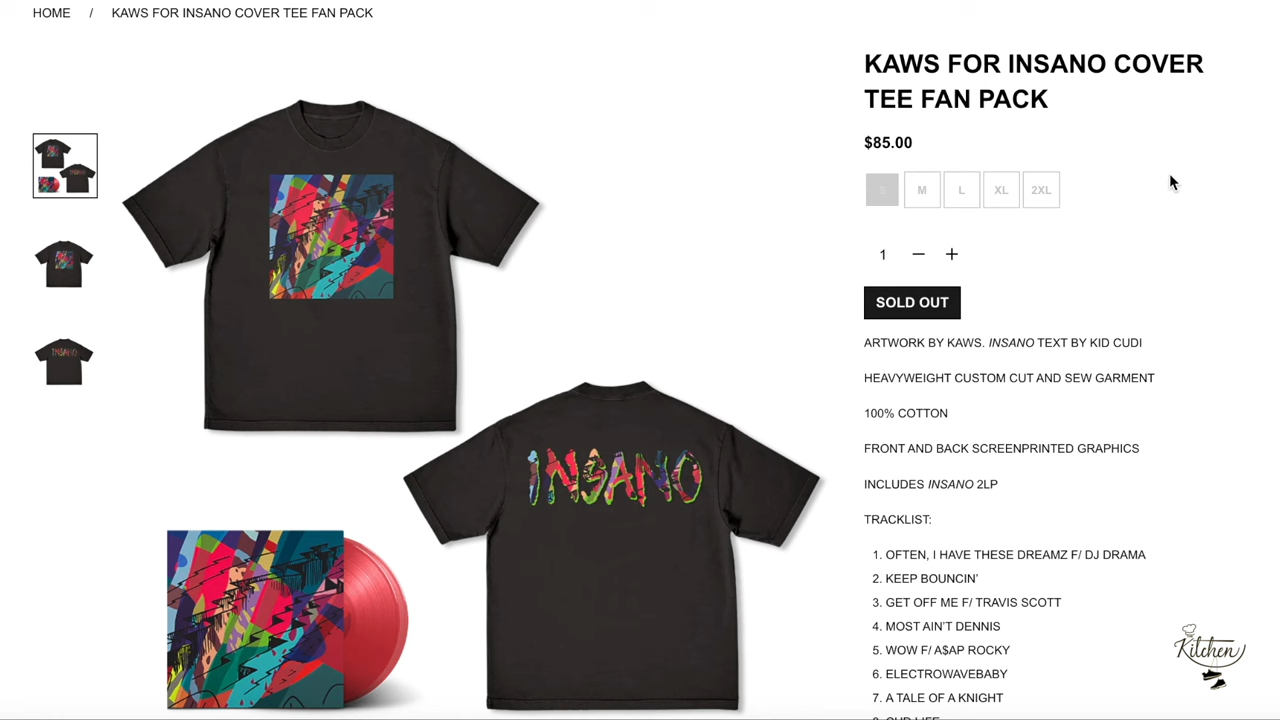 HOME / KAWS FOR INSANO COVER TEE FAN PACK
KAWS FOR INSANO COVER
TEE FAN PACK
$85.00
S M L XL 2XL
1 − +
SOLD OUT
ARTWORK BY KAWS. INSANO TEXT BY KID CUDI
HEAVYWEIGHT CUSTOM CUT AND SEW GARMENT
100% COTTON
FRONT AND BACK SCREENPRINTED GRAPHICS
INCLUDES INSANO 2LP
TRACKLIST:
1. OFTEN, I HAVE THESE DREAMZ F/ DJ DRAMA
2. KEEP BOUNCIN'
3. GET OFF ME F/ TRAVIS SCOTT
4. MOST AIN'T DENNIS
5. WOW F/ A$AP ROCKY
6. ELECTROWAVEBABY
7. A TALE OF A KNIGHT
8. OUR LIFE
INSANO
INSANO
Kitchen